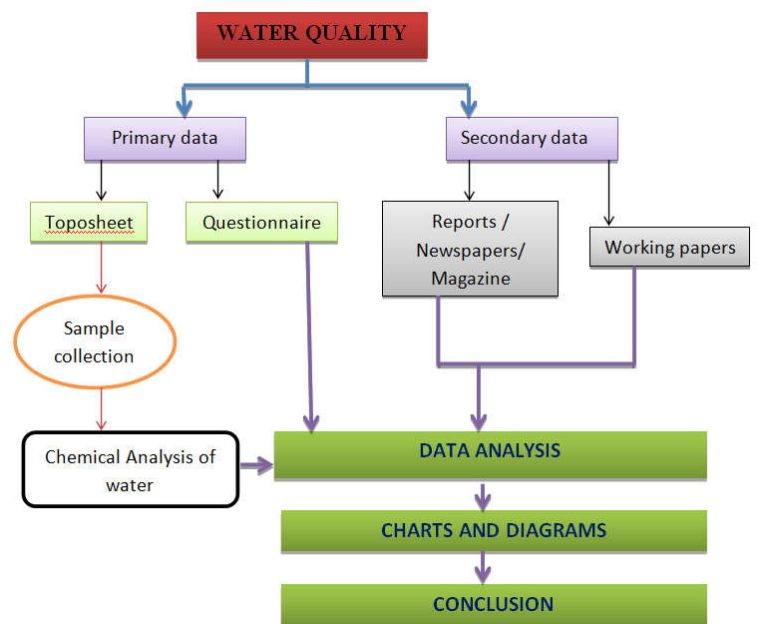 WATER QUALITY
Primary data
Secondary data
Toposheet
Questionnaire
Reports /
Newspapers/
Magazine
Working papers
Sample
collection
Chemical Analysis of
water
DATA ANALYSIS
CHARTS AND DIAGRAMS
CONCLUSION